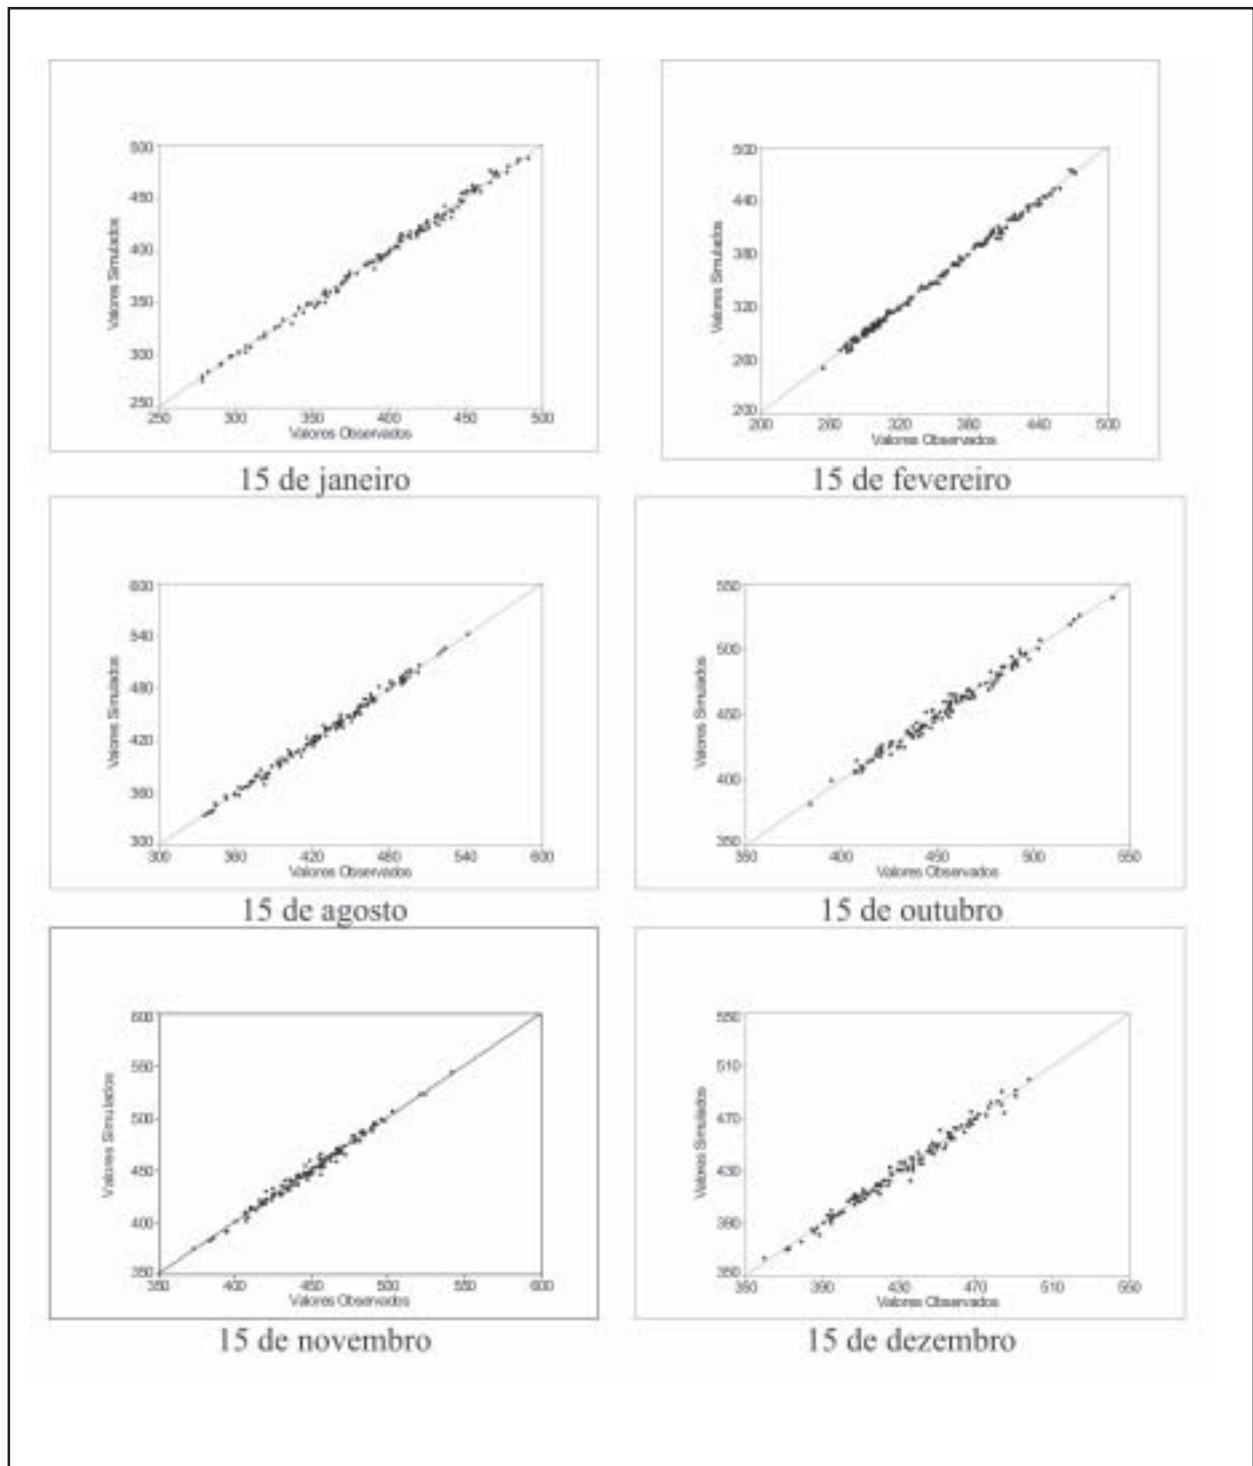 500
450
400
350
300
250
Valores Simulados
250 300 350 400 450 500
Valores Observados
15 de janeiro
500
440
380
320
260
200
Valores Simulados
200 260 320 380 440 500
Valores Observados
15 de fevereiro
600
540
480
420
360
300
Valores Simulados
300 360 420 480 540 600
Valores Observados
15 de agosto
550
500
450
400
350
Valores Simulados
350 400 450 500 550
Valores Observados
15 de outubro
600
550
500
450
400
350
Valores Simulados
350 400 450 500 550 600
Valores Observados
15 de novembro
550
510
470
430
390
350
Valores Simulados
350 390 430 470 510 550
Valores Observados
15 de dezembro